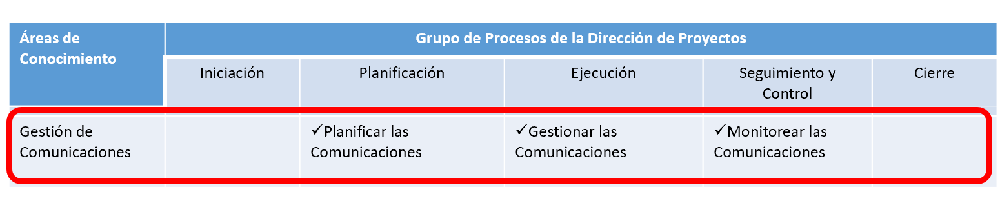 Áreas de
Conocimiento
Grupo de Procesos de la Dirección de Proyectos
Iniciación
Planificación
Ejecución
Seguimiento y
Control
Cierre
Gestión de
Comunicaciones
✓Planificar las
Comunicaciones
✓Gestionar las
Comunicaciones
✓Monitorear las
Comunicaciones